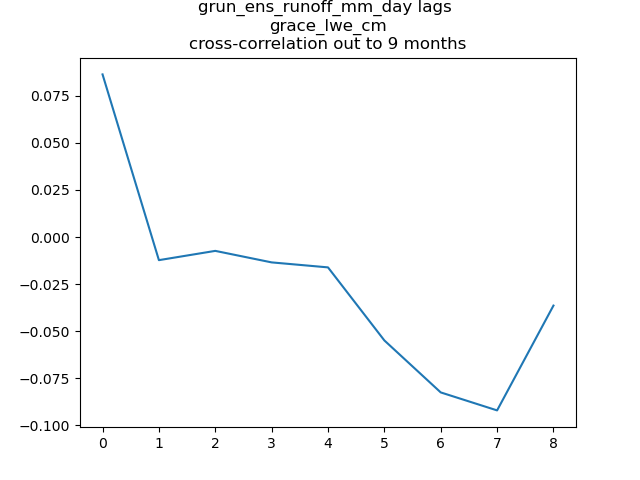 grun_ens_runoff_mm_day lags
grace_lwe_cm
cross-correlation out to 9 months
0.075
0.050
0.025
0.000
−0.025
−0.050
−0.075
−0.100
0 1 2 3 4 5 6 7 8